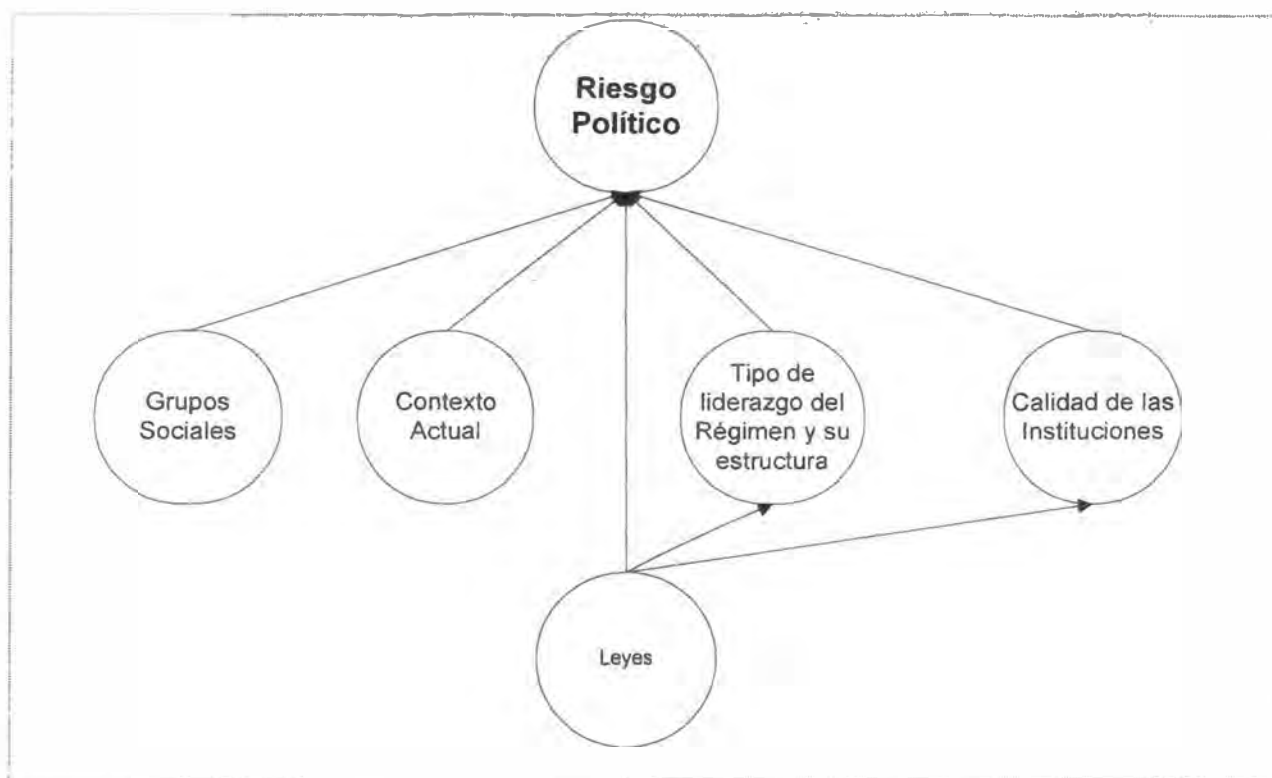 Riesgo
Político
Grupos
Sociales
Contexto
Actual
Tipo de
liderazgo del
Régimen y su
estructura
Calidad de las
Instituciones
Leyes